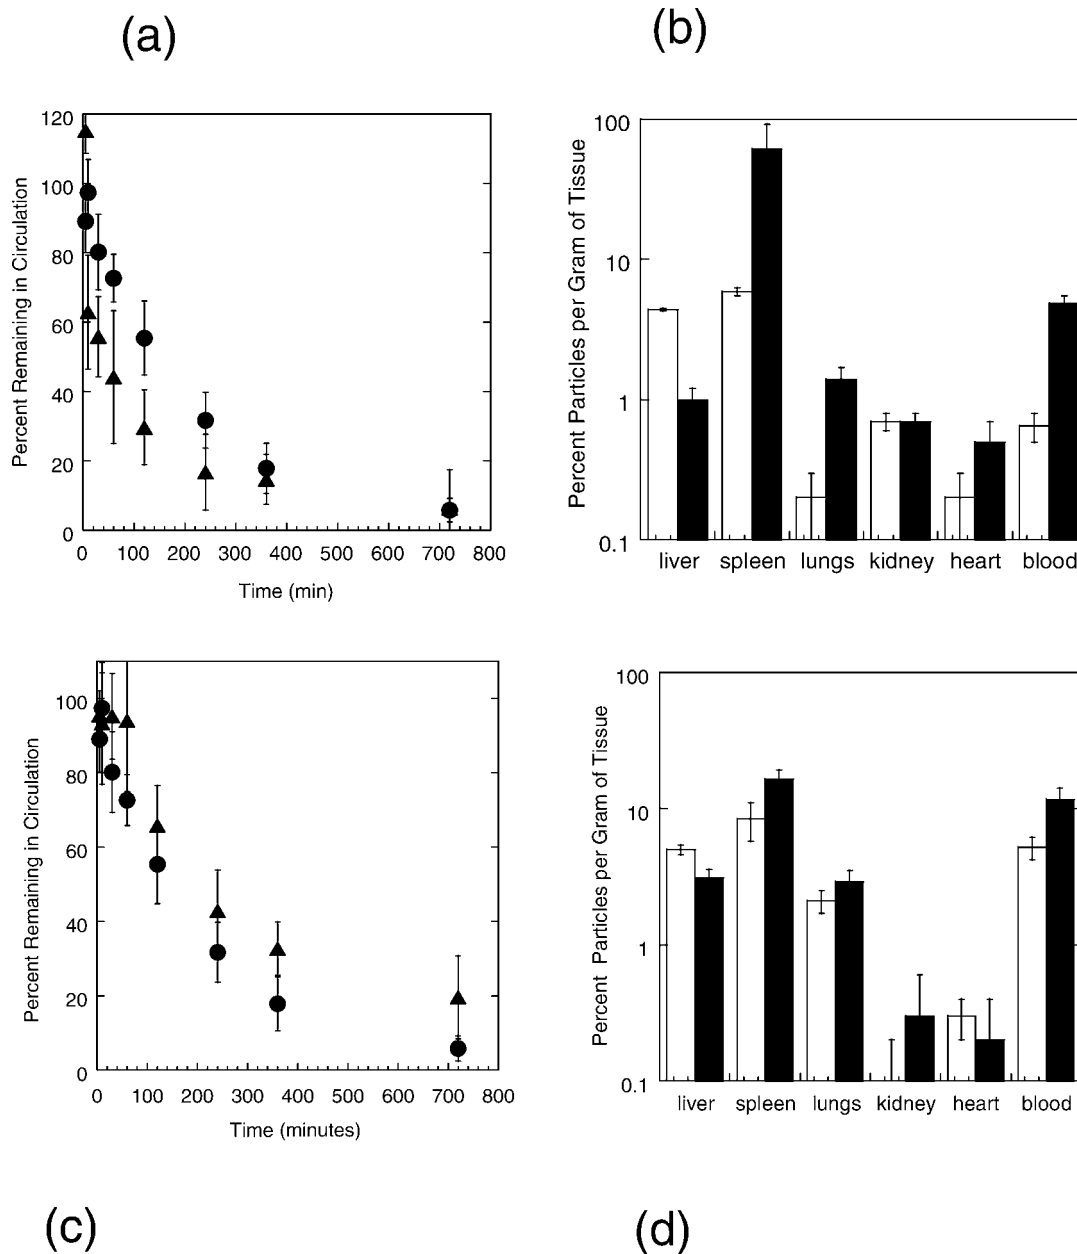 (a)
(b)
Percent Remaining in Circulation
120
100
80
60
40
20
0
0 100 200 300 400 500 600 700 800
Time (min)
Percent Particles per Gram of Tissue
100
10
1
0.1
liver spleen lungs kidney heart blood
Percent Remaining in Circulation
100
80
60
40
20
0
0 100 200 300 400 500 600 700 800
Time (minutes)
Percent Particles per Gram of Tissue
100
10
1
0.1
liver spleen lungs kidney heart blood
(c)
(d)